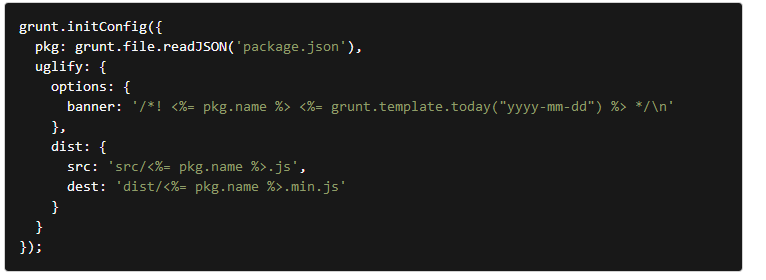 grunt.initConfig({
  pkg: grunt.file.readJSON('package.json'),
  uglify: {
    options: {
      banner: '/*! <%= pkg.name %> <%= grunt.template.today("yyyy-mm-dd") %> */\n'
    },
    dist: {
      src: 'src/<%= pkg.name %>.js',
      dest: 'dist/<%= pkg.name %>.min.js'
    }
  }
});